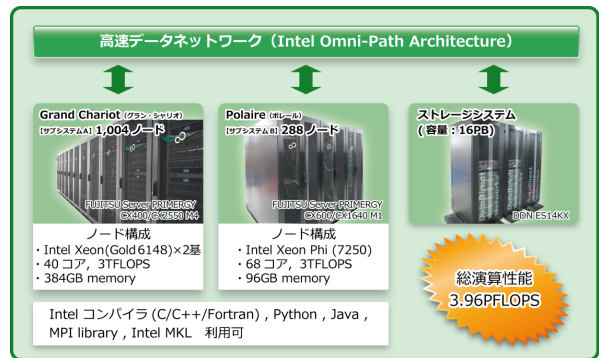 高速データネットワーク（Intel Omni-Path Architecture）
Grand Chariot（グラン・シャリオ）
【サブシステムA】1,004ノード
FUJITSU Server PRIMERGY
CX400/CX2550 M4
ノード構成
・Intel Xeon(Gold6148)×2基
・40 コア，3TFLOPS
・384GB memory
Polaire（ポレール）
【サブシステムB】288ノード
FUJITSU Server PRIMERGY
CX600/CX1640 M1
ノード構成
・Intel Xeon Phi (7250)
・68 コア，3TFLOPS
・96GB memory
ストレージシステム
(容量：16PB)
DataDirect
DDN ES14KX
Intel コンパイラ (C/C++/Fortran) , Python , Java ,
MPI library , Intel MKL　利用可
総演算性能
3.96PFLOPS